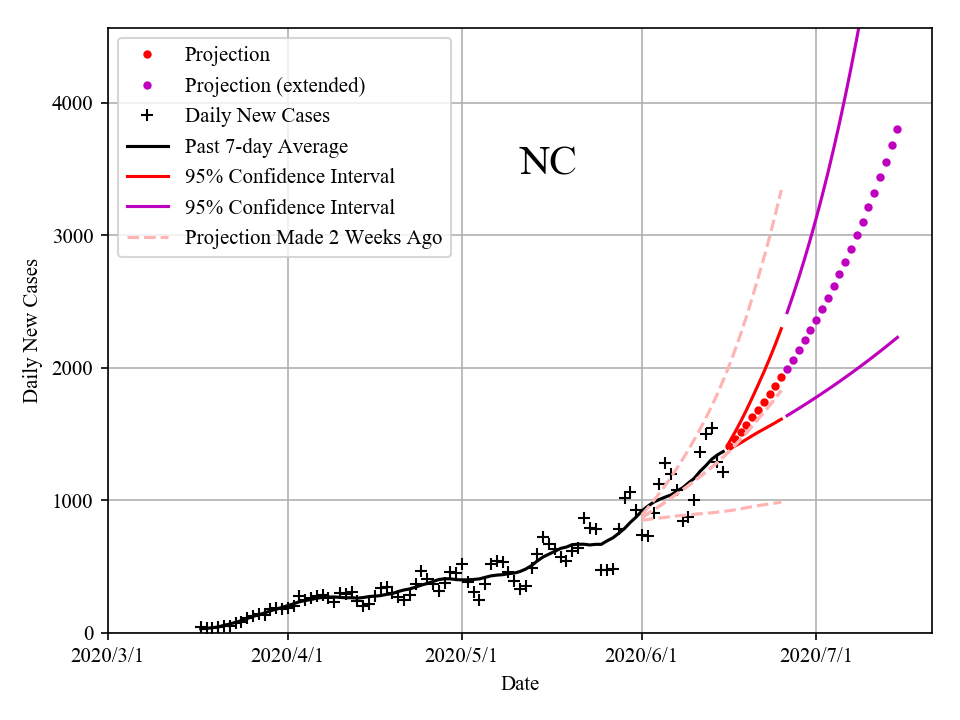 Projection
Projection (extended)
Daily New Cases
Past 7-day Average
95% Confidence Interval
95% Confidence Interval
Projection Made 2 Weeks Ago
NC
4000
3000
2000
1000
0
Daily New Cases
2020/3/1 2020/4/1 2020/5/1 2020/6/1 2020/7/1
Date